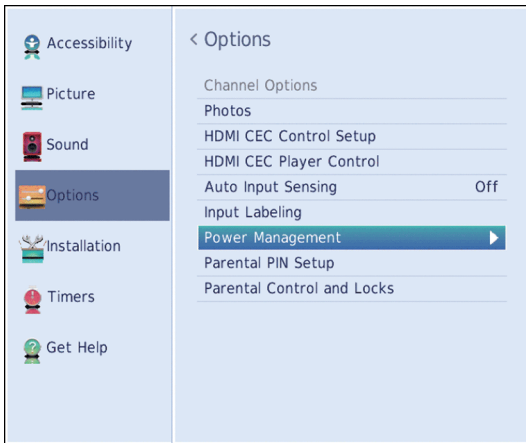 Accessibility
Picture
Sound
Options
Installation
Timers
Get Help
< Options
Channel Options
Photos
HDMI CEC Control Setup
HDMI CEC Player Control
Auto Input Sensing Off
Input Labeling
Power Management
Parental PIN Setup
Parental Control and Locks